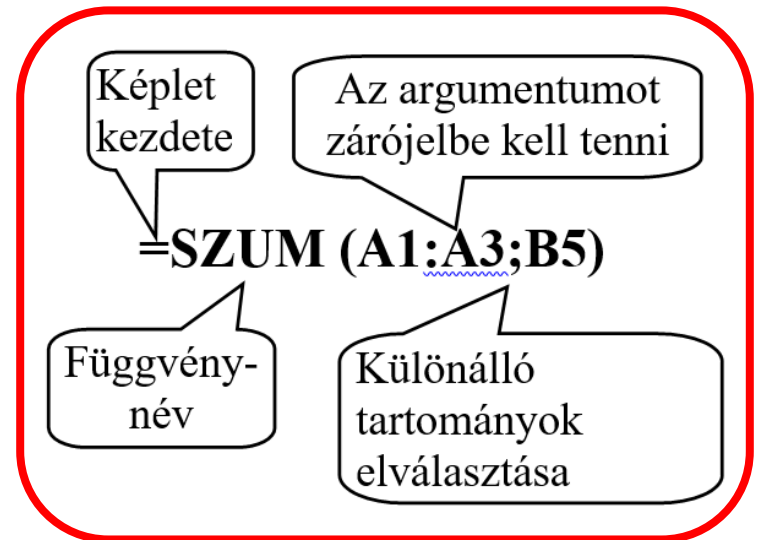 Képlet
kezdete
Az argumentumot
zárójelbe kell tenni
=SZUM (A1:A3;B5)
Függvény-
név
Különálló
tartományok
elválasztása